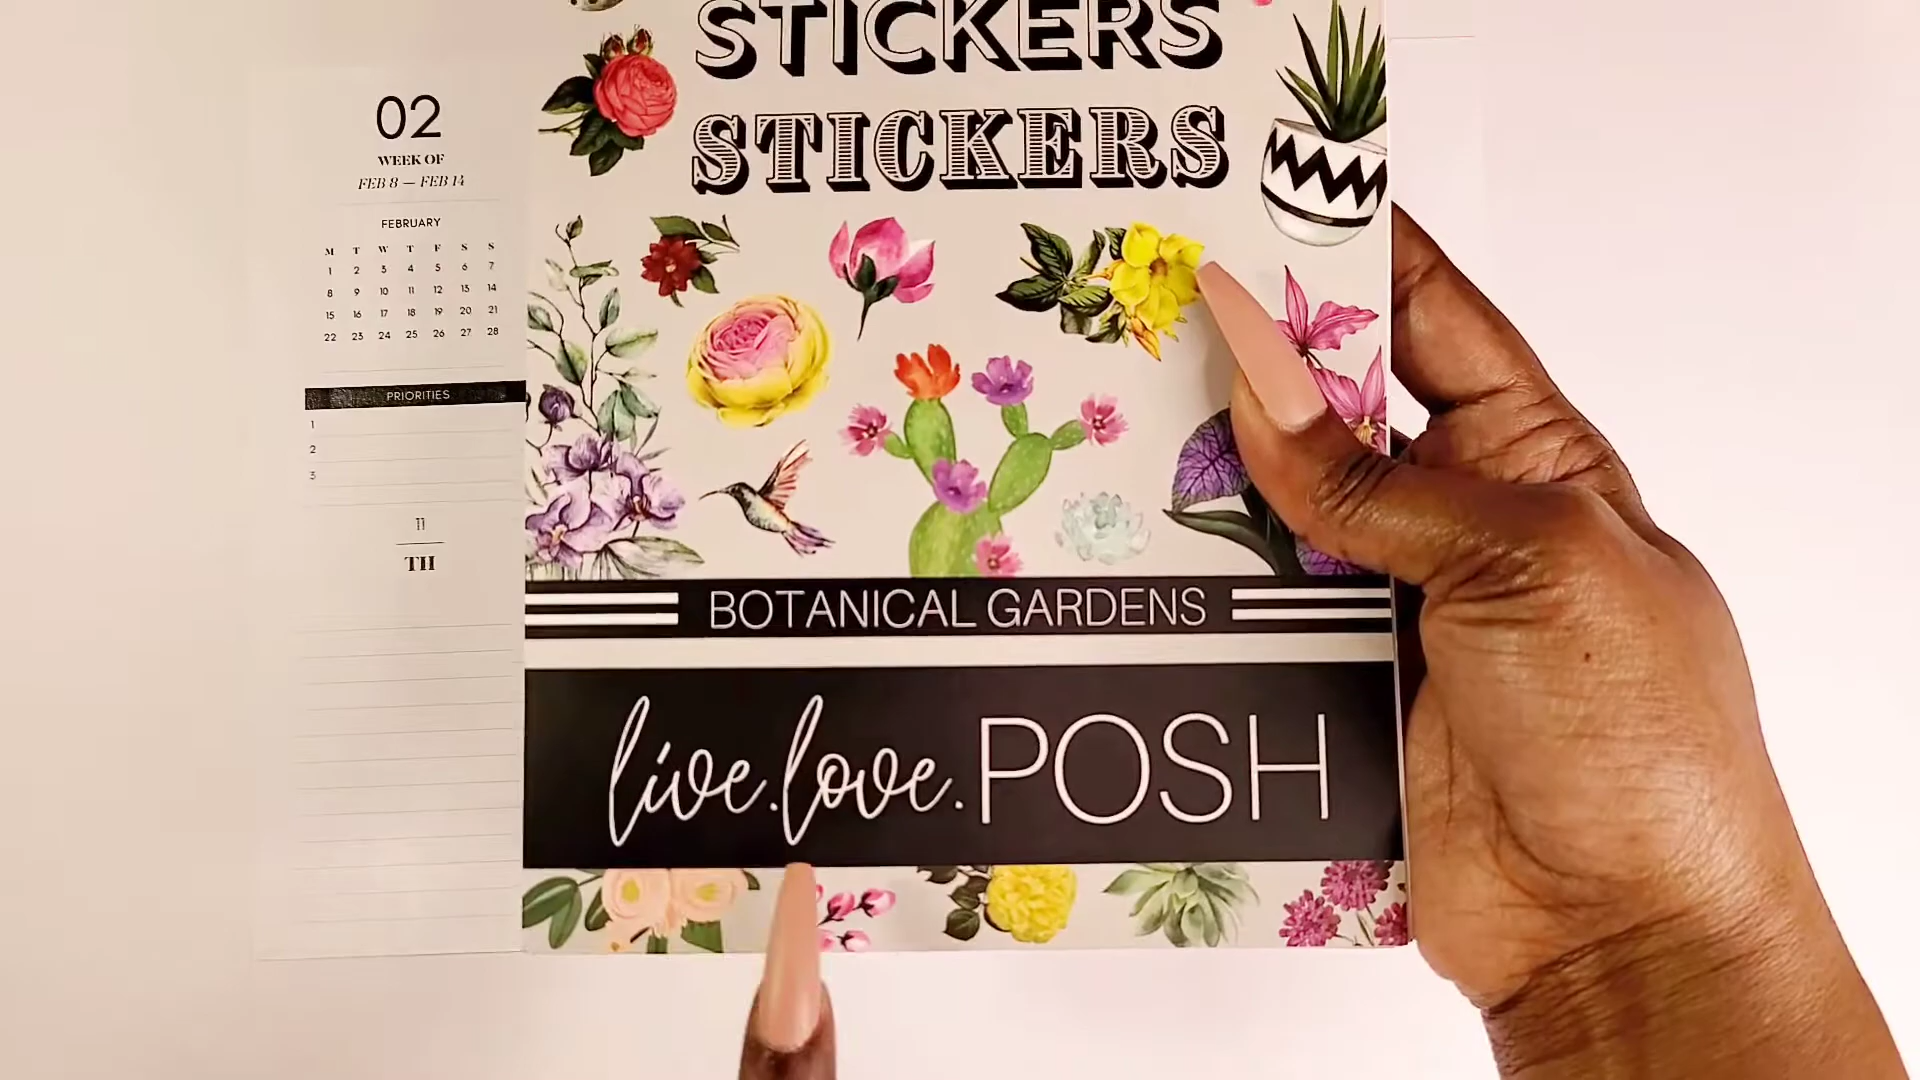 02
WEEK OF
FEB 8 — FEB 14
FEBRUARY
M T W T F S S
1 2 3 4 5 6 7
8 9 10 11 12 13 14
15 16 17 18 19 20 21
22 23 24 25 26 27 28
PRIORITIES
1
2
3
11
TH
STICKERS
STICKERS
BOTANICAL GARDENS
live.love.POSH